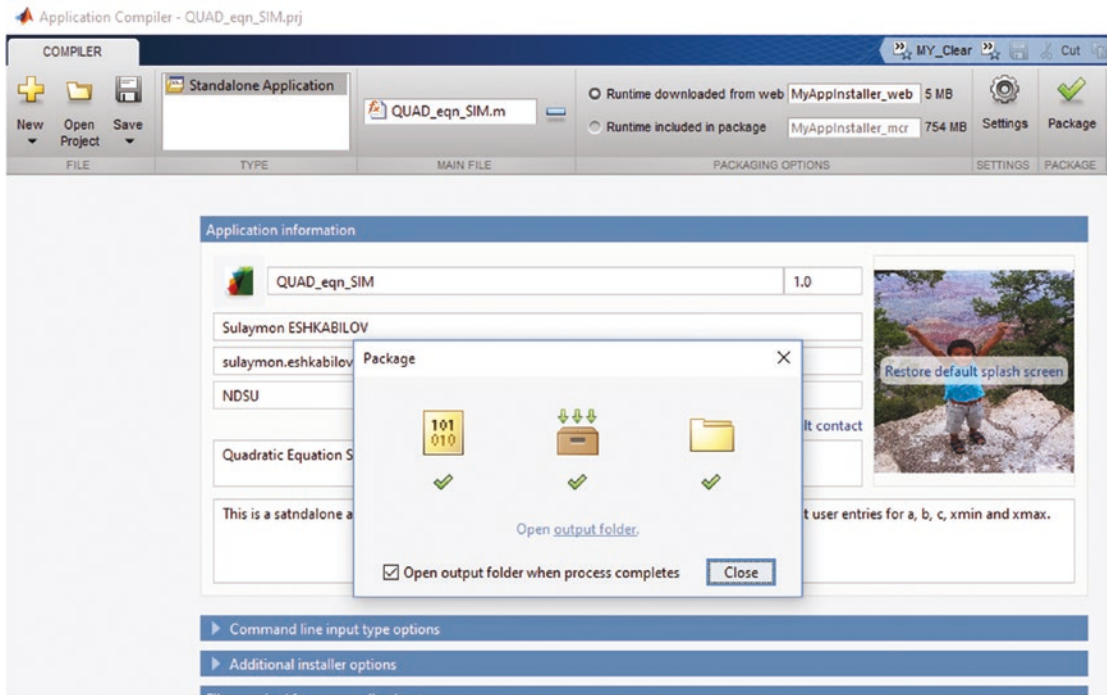 Application Compiler - QUAD_eqn_SIM.prj
COMPILER
MY_Clear
Cut
New
Open Project
Save
Standalone Application
QUAD_eqn_SIM.m
Runtime downloaded from web MyAppInstaller_web 5 MB
Runtime included in package MyAppInstaller_mcr 754 MB
Settings
Package
FILE TYPE MAIN FILE PACKAGING OPTIONS SETTINGS PACKAGE
Application information
QUAD_eqn_SIM 1.0
Sulaymon ESHKABILOV
sulaymon.eshkabilov
NDSU
Restore default splash screen
lt contact
Quadratic Equation S
This is a satndalone a
t user entries for a, b, c, xmin and xmax.
Package
101
010
Open output folder.
Open output folder when process completes
Close
Command line input type options
Additional installer options